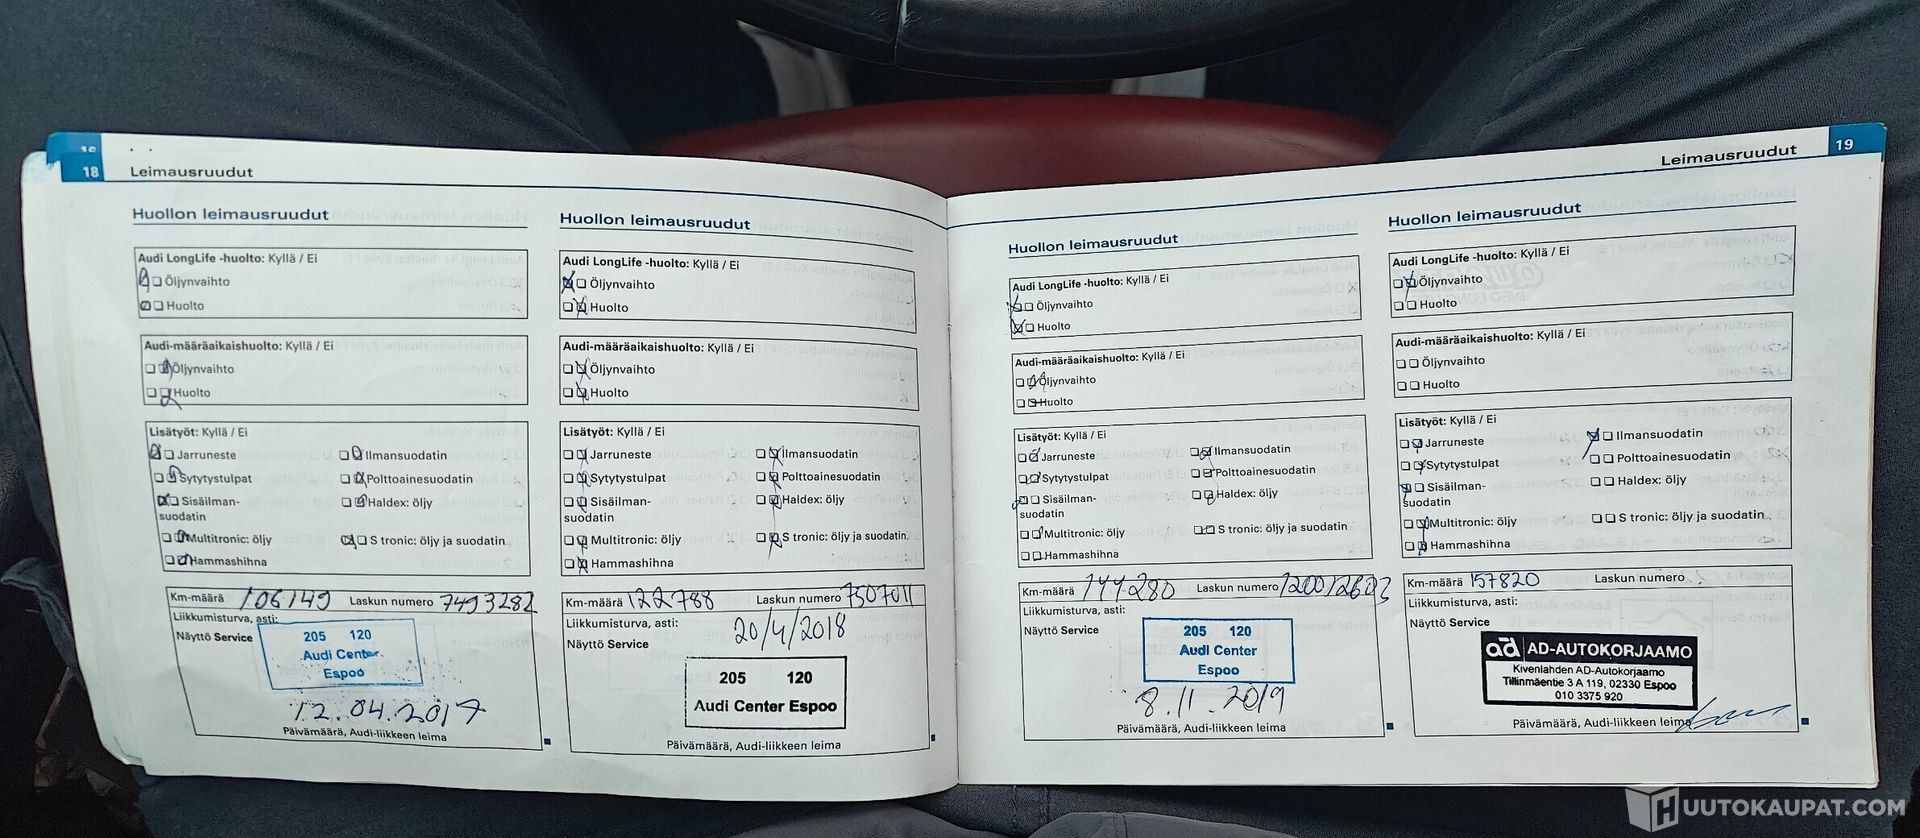 18 Leimausruudut
Huollon leimausruudut
Audi LongLife -huolto: Kyllä / Ei
Öljynvaihto
Huolto
Audi-määräaikaishuolto: Kyllä / Ei
Öljynvaihto
Huolto
Lisätyöt: Kyllä / Ei
Jarruneste Ilmansuodatin
Sytytystulpat Polttoainesuodatin
Sisäilman- Haldex: öljy
suodatin
Multitronic: öljy S tronic: öljy ja suodatin
Hammashihna
Km-määrä 106149 Laskun numero 7493282
Liikkumisturva, asti:
Näyttö Service
205 120
Audi Center
Espoo
12.04.2017
Päivämäärä, Audi-liikkeen leima
Huollon leimausruudut
Audi LongLife -huolto: Kyllä / Ei
Öljynvaihto
Huolto
Audi-määräaikaishuolto: Kyllä / Ei
Öljynvaihto
Huolto
Lisätyöt: Kyllä / Ei
Jarruneste Ilmansuodatin
Sytytystulpat Polttoainesuodatin
Sisäilman- Haldex: öljy
suodatin
Multitronic: öljy S tronic: öljy ja suodatin
Hammashihna
Km-määrä 122788 Laskun numero 7507011
Liikkumisturva, asti:
20/4/2018
Näyttö Service
205 120
Audi Center Espoo
Päivämäärä, Audi-liikkeen leima
Leimausruudut 19
Huollon leimausruudut
Audi LongLife -huolto: Kyllä / Ei
Öljynvaihto
Huolto
Audi-määräaikaishuolto: Kyllä / Ei
Öljynvaihto
Huolto
Lisätyöt: Kyllä / Ei
Jarruneste Ilmansuodatin
Sytytystulpat Polttoainesuodatin
Sisäilman- Haldex: öljy
suodatin
Multitronic: öljy S tronic: öljy ja suodatin
Hammashihna
Km-määrä 144280 Laskun numero
Liikkumisturva, asti:
Näyttö Service
205 120
Audi Center
Espoo
8.11.2019
Päivämäärä, Audi-liikkeen leima
Huollon leimausruudut
Audi LongLife -huolto: Kyllä / Ei
Öljynvaihto
Huolto
Audi-määräaikaishuolto: Kyllä / Ei
Öljynvaihto
Huolto
Lisätyöt: Kyllä / Ei
Jarruneste Ilmansuodatin
Sytytystulpat Polttoainesuodatin
Sisäilman- Haldex: öljy
suodatin
Multitronic: öljy S tronic: öljy ja suodatin
Hammashihna
Km-määrä 157820 Laskun numero
Liikkumisturva, asti:
Näyttö Service
ad AD-AUTOKORJAAMO
Kivenlahden AD-Autokorjaamo
Tillinmäentie 3 A 119, 02330 Espoo
010 3375 920
Päivämäärä, Audi-liikkeen leima
HUUTOKAUPAT.COM